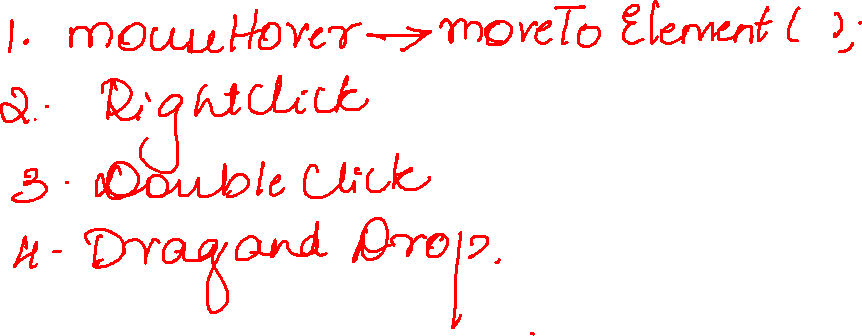 1. mouseHover → moveTo Element ( );
2. RightClick
3. Double Click
4- Drag and Drop.